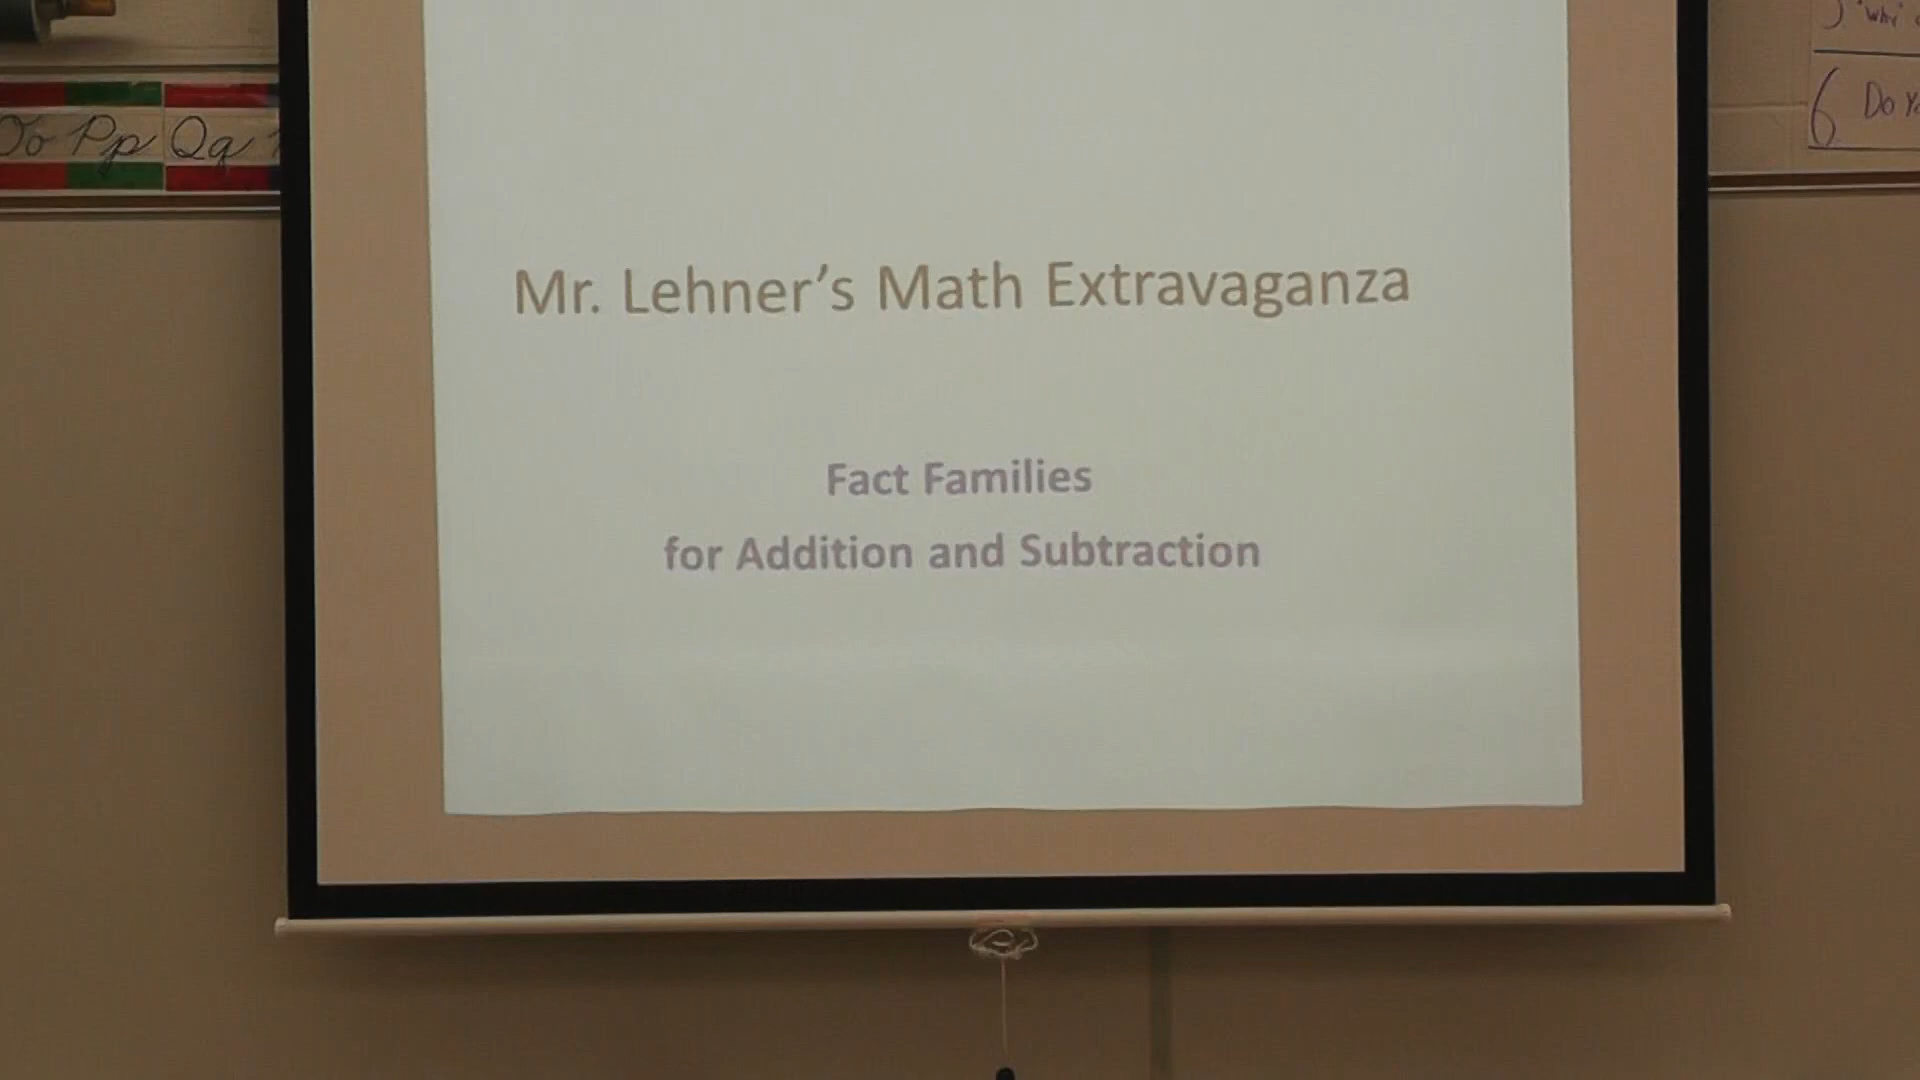 Oo Pp Qq
Mr. Lehner’s Math Extravaganza
Fact Families
for Addition and Subtraction
6 Do